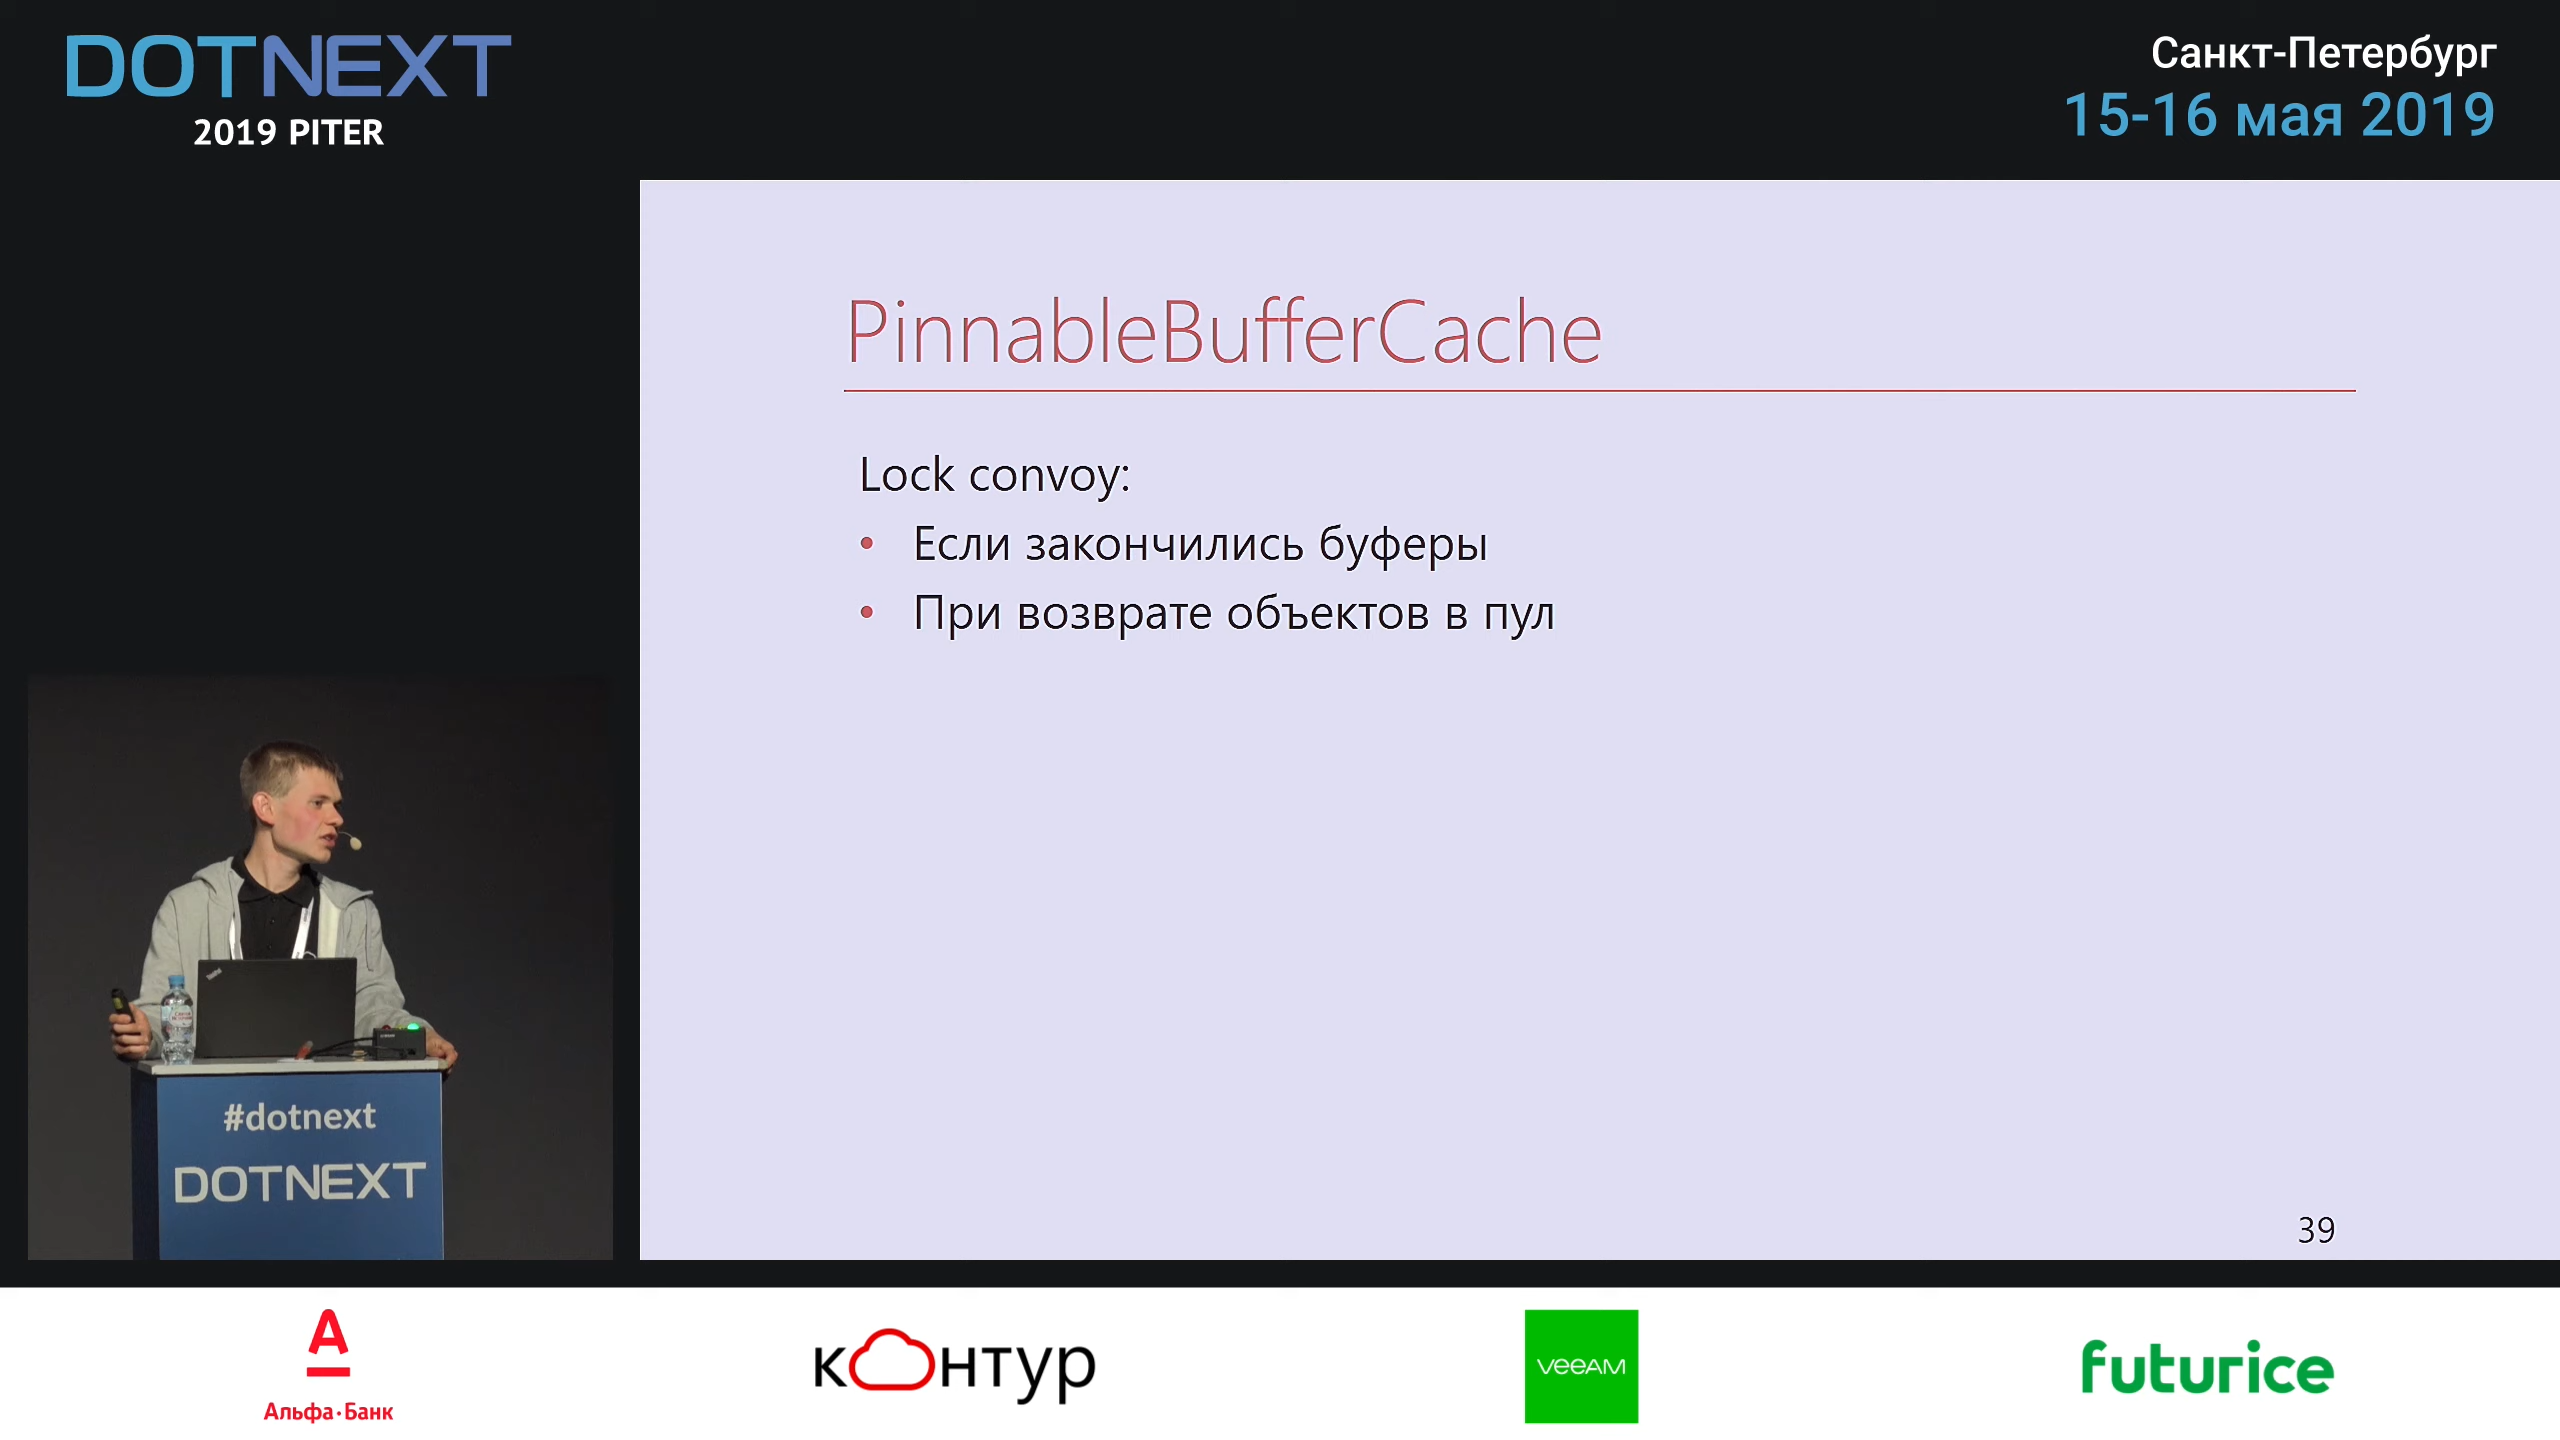 DOTNEXT
2019 PITER
Санкт-Петербург
15-16 мая 2019
PinnableBufferCache
Lock convoy:
• Если закончились буферы
• При возврате объектов в пул
39
#dotnext
DOTNEXT
А
Альфа·Банк
контур
veeam
futurice